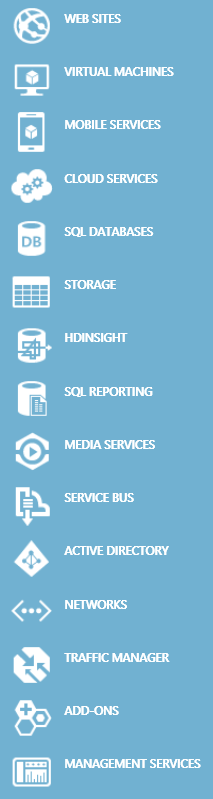 WEB SITES
VIRTUAL MACHINES
MOBILE SERVICES
CLOUD SERVICES
DB
SQL DATABASES
STORAGE
HDINSIGHT
SQL REPORTING
MEDIA SERVICES
SERVICE BUS
ACTIVE DIRECTORY
NETWORKS
TRAFFIC MANAGER
ADD-ONS
MANAGEMENT SERVICES